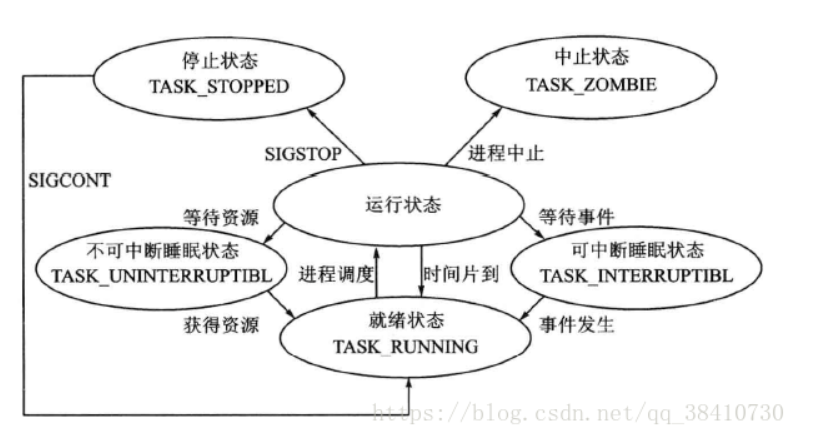 停止状态
TASK_STOPPED
中止状态
TASK_ZOMBIE
SIGSTOP
进程中止
SIGCONT
运行状态
等待资源
等待事件
不可中断睡眠状态
TASK_UNINTERRUPTIBL
进程调度
时间片到
可中断睡眠状态
TASK_INTERRUPTIBL
获得资源
就绪状态
TASK_RUNNING
事件发生
https://blog.csdn.net/qq_38410730